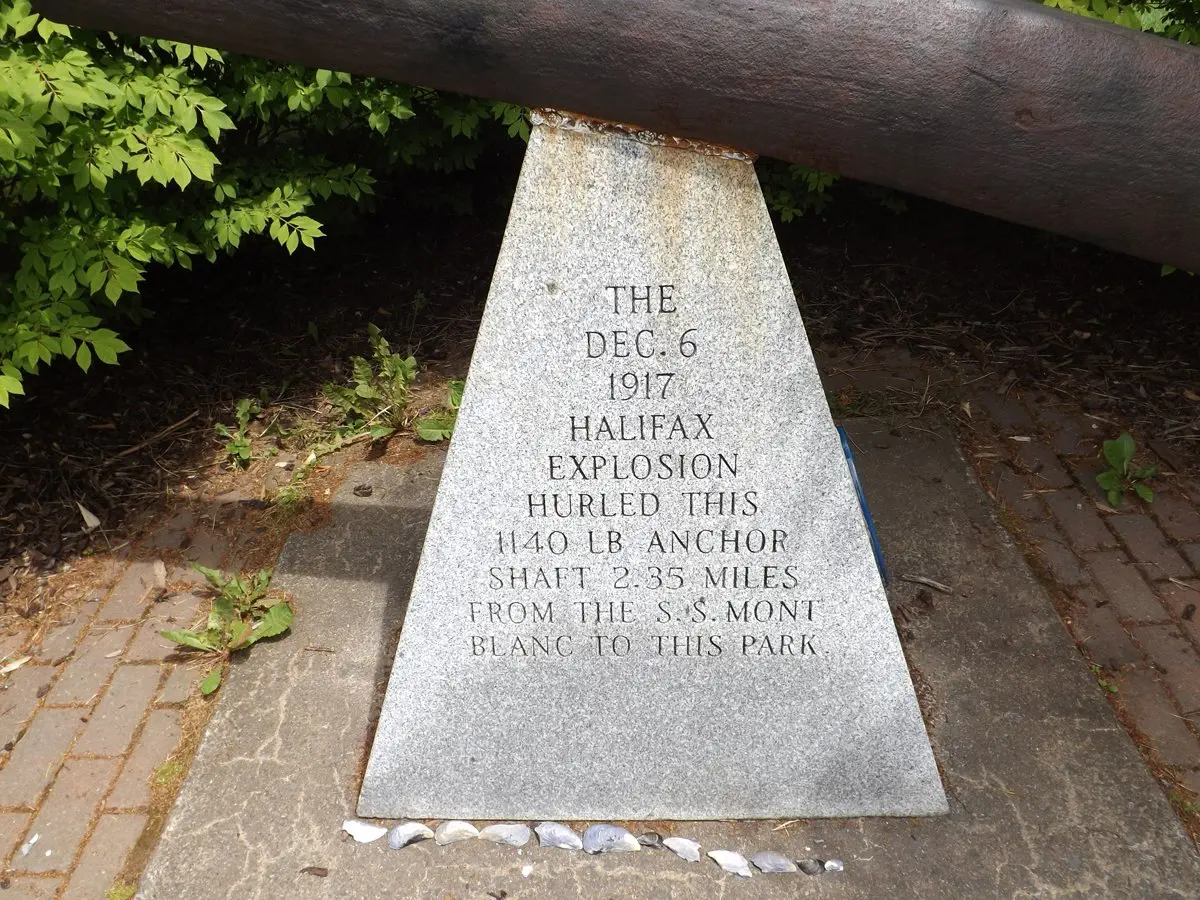 THE
DEC. 6
1917
HALIFAX
EXPLOSION
HURLED THIS
1140 LB ANCHOR
SHAFT 2.35 MILES
FROM THE S.S. MONT
BLANC TO THIS PARK.